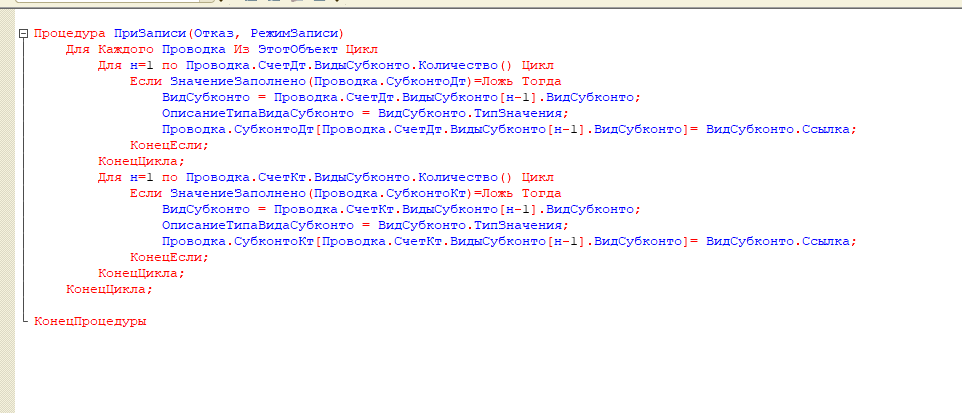 Процедура ПриЗаписи(Отказ, РежимЗаписи)
Для Каждого Проводка Из ЭтотОбъект Цикл
Для н=1 по Проводка.СчетДт.ВидыСубконто.Количество() Цикл
Если ЗначениеЗаполнено(Проводка.СубконтоДт)=Ложь Тогда
ВидСубконто = Проводка.СчетДт.ВидыСубконто[н-1].ВидСубконто;
ОписаниеТипаВидаСубконто = ВидСубконто.ТипЗначения;
Проводка.СубконтоДт[Проводка.СчетДт.ВидыСубконто[н-1].ВидСубконто]= ВидСубконто.Ссылка;
КонецЕсли;
КонецЦикла;
Для н=1 по Проводка.СчетКт.ВидыСубконто.Количество() Цикл
Если ЗначениеЗаполнено(Проводка.СубконтоКт)=Ложь Тогда
ВидСубконто = Проводка.СчетКт.ВидыСубконто[н-1].ВидСубконто;
ОписаниеТипаВидаСубконто = ВидСубконто.ТипЗначения;
Проводка.СубконтоКт[Проводка.СчетКт.ВидыСубконто[н-1].ВидСубконто]= ВидСубконто.Ссылка;
КонецЕсли;
КонецЦикла;
КонецЦикла;
КонецПроцедуры